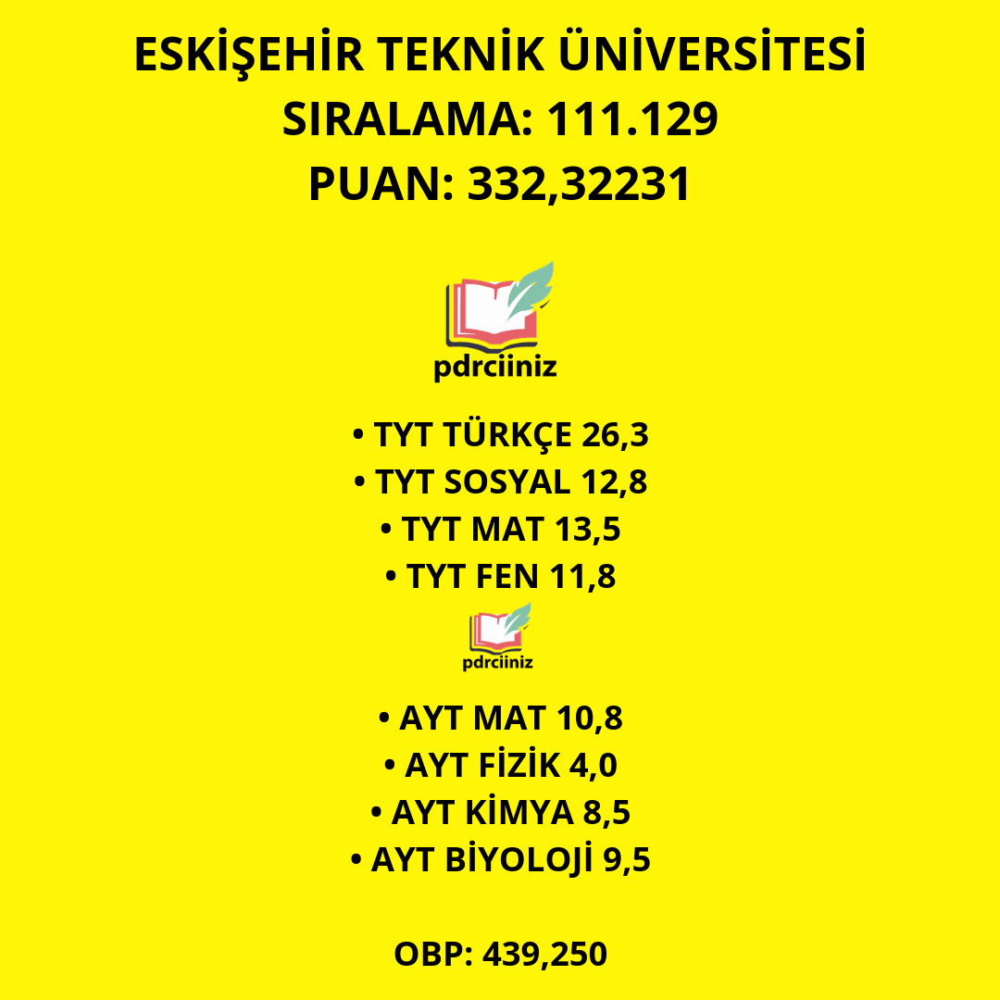 ESKİŞEHİR TEKNİK ÜNİVERSİTESİ
SIRALAMA: 111.129
PUAN: 332,32231
pdrciiniz
• TYT TÜRKÇE 26,3
• TYT SOSYAL 12,8
• TYT MAT 13,5
• TYT FEN 11,8
pdrciiniz
• AYT MAT 10,8
• AYT FİZİK 4,0
• AYT KİMYA 8,5
• AYT BİYOLOJİ 9,5
OBP: 439,250